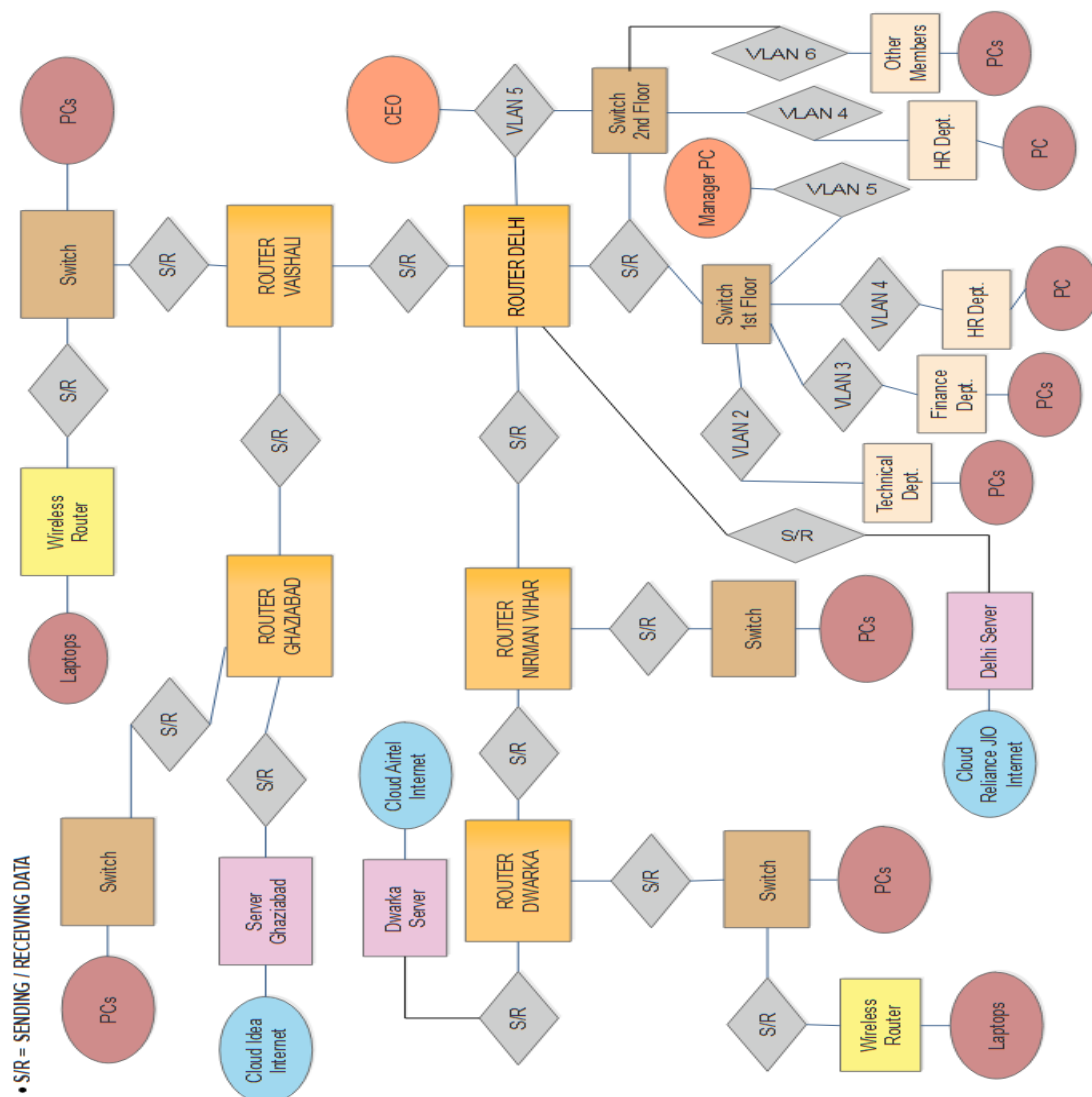 • S/R = SENDING / RECEIVING DATA
PCs
Switch
S/R
Laptops
Wireless
Router
S/R
Switch
PCs
S/R
Cloud Idea
Internet
Server
Ghaziabad
S/R
ROUTER
GHAZIABAD
S/R
ROUTER
VAISHALI
S/R
Dwarka
Server
Cloud Airtel
Internet
S/R
CEO
S/R
ROUTER
DWARKA
S/R
ROUTER
NIRMAN VIHAR
S/R
ROUTER DELHI
VLAN 5
S/R
S/R
S/R
Switch
2nd Floor
Switch
Switch
Switch
1st Floor
Manager PC
VLAN 2
S/R
S/R
VLAN 6
VLAN 4
VLAN 5
VLAN 3
VLAN 4
Wireless
Router
PCs
PCs
Technical
Dept.
Other
Members
Finance
Dept.
HR Dept.
HR Dept.
Laptops
Cloud
Reliance JIO
Internet
Delhi Server
PCs
PCs
PC
PC
PCs